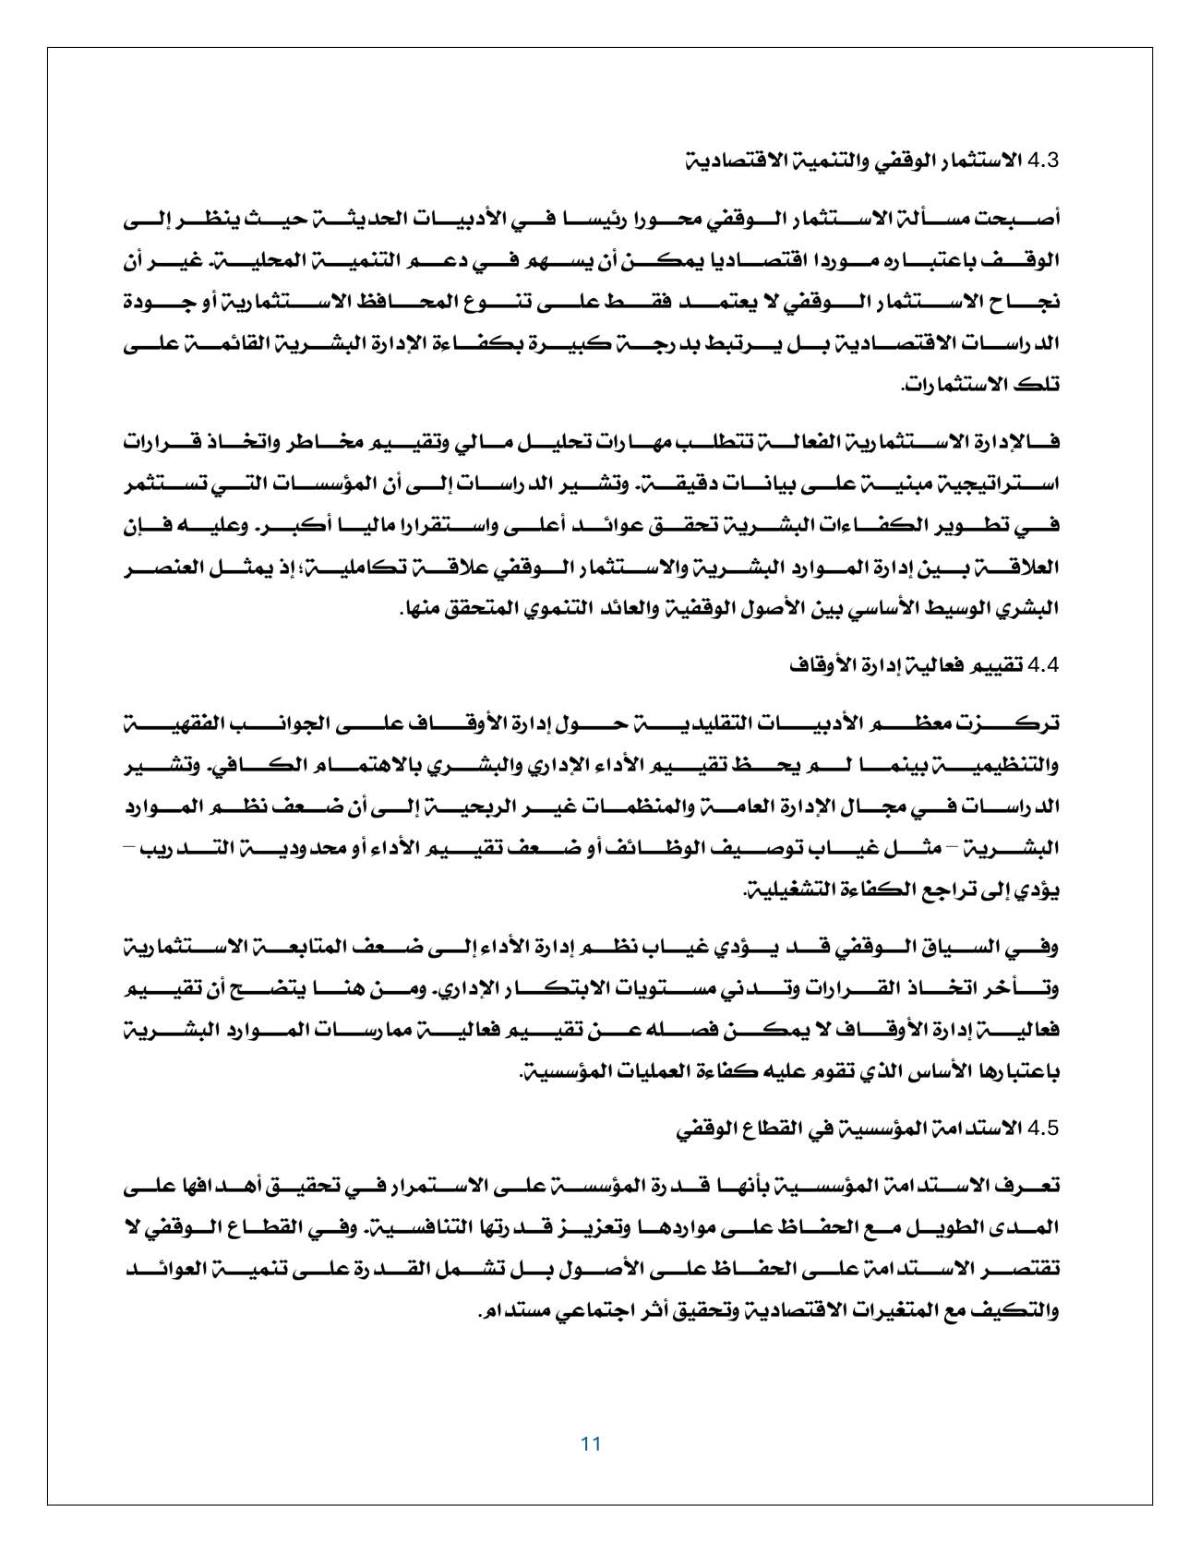 4.3 الاستثمار الوقفي والتنمية الاقتصادية
أصبحت مسألة الاستثمار الوقفي محورا رئيسا في الأدبيات الحديثة حيث ينظر إلى
الوقف باعتباره موردا اقتصاديا يمكن أن يسهم في دعم التنمية المحلية. غير أن
نجاح الاستثمار الوقفي لا يعتمد فقط على تنوع المحافظ الاستثمارية أو جودة
الدراسات الاقتصادية بل يرتبط بدرجة كبيرة بكفاءة الإدارة البشرية القائمة على
تلك الاستثمارات.
فالإدارة الاستثمارية الفعالة تتطلب مهارات تحليل مالي وتقييم مخاطر واتخاذ قرارات
استراتيجية مبنية على بيانات دقيقة. وتشير الدراسات إلى أن المؤسسات التي تستثمر
في تطوير الكفاءات البشرية تحقق عوائد أعلى واستقرارا ماليا أكبر. وعليه فإن
العلاقة بين إدارة الموارد البشرية والاستثمار الوقفي علاقة تكاملية؛ إذ يمثل العنصر
البشري الوسيط الأساسي بين الأصول الوقفية والعائد التنموي المتحقق منها.
4.4 تقييم فعالية إدارة الأوقاف
تركزت معظم الأدبيات التقليدية حول إدارة الأوقاف على الجوانب الفقهية
والتنظيمية بينما لم يحظ تقييم الأداء الإداري والبشري بالاهتمام الكافي. وتشير
الدراسات في مجال الإدارة العامة والمنظمات غير الربحية إلى أن ضعف نظم الموارد
البشرية – مثل غياب توصيف الوظائف أو ضعف تقييم الأداء أو محدودية التدريب –
يؤدي إلى تراجع الكفاءة التشغيلية.
وفي السياق الوقفي قد يؤدي غياب نظم إدارة الأداء إلى ضعف المتابعة الاستثمارية
وتأخر اتخاذ القرارات وتدني مستويات الابتكار الإداري. ومن هنا يتضح أن تقييم
فعالية إدارة الأوقاف لا يمكن فصله عن تقييم فعالية ممارسات الموارد البشرية
باعتبارها الأساس الذي تقوم عليه كفاءة العمليات المؤسسية.
4.5 الاستدامة المؤسسية في القطاع الوقفي
تعرف الاستدامة المؤسسية بأنها قدرة المؤسسة على الاستمرار في تحقيق أهدافها على
المدى الطويل مع الحفاظ على مواردها وتعزيز قدرتها التنافسية. وفي القطاع الوقفي لا
تقتصر الاستدامة على الحفاظ على الأصول بل تشمل القدرة على تنمية العوائد
والتكيف مع المتغيرات الاقتصادية وتحقيق أثر اجتماعي مستدام.
11